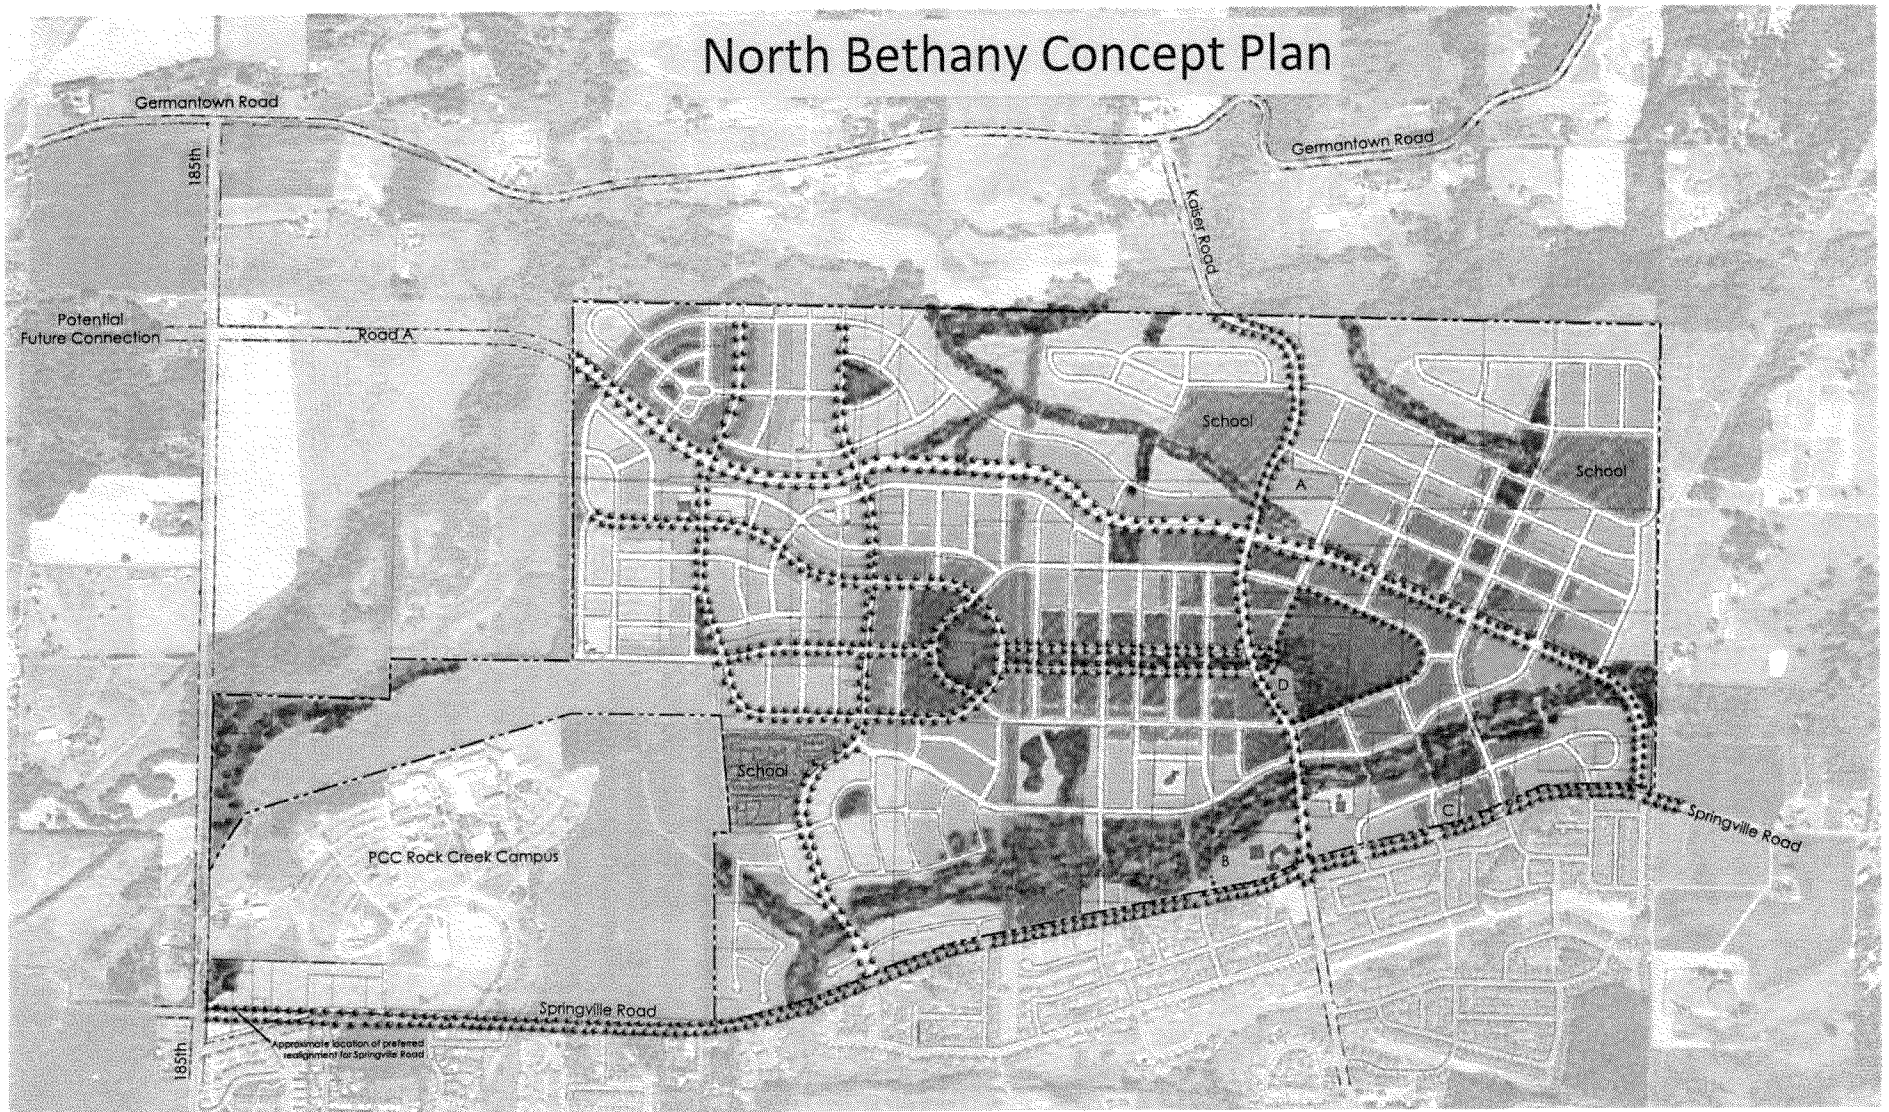 North Bethany Concept Plan
Germantown Road
Germantown Road
185th
Kaiser Road
Potential
Future Connection
Road A
School
School
A
D
School
C
Springville Road
PCC Rock Creek Campus
B
Springville Road
Approximate location of preferred
realignment for Springville Road
185th